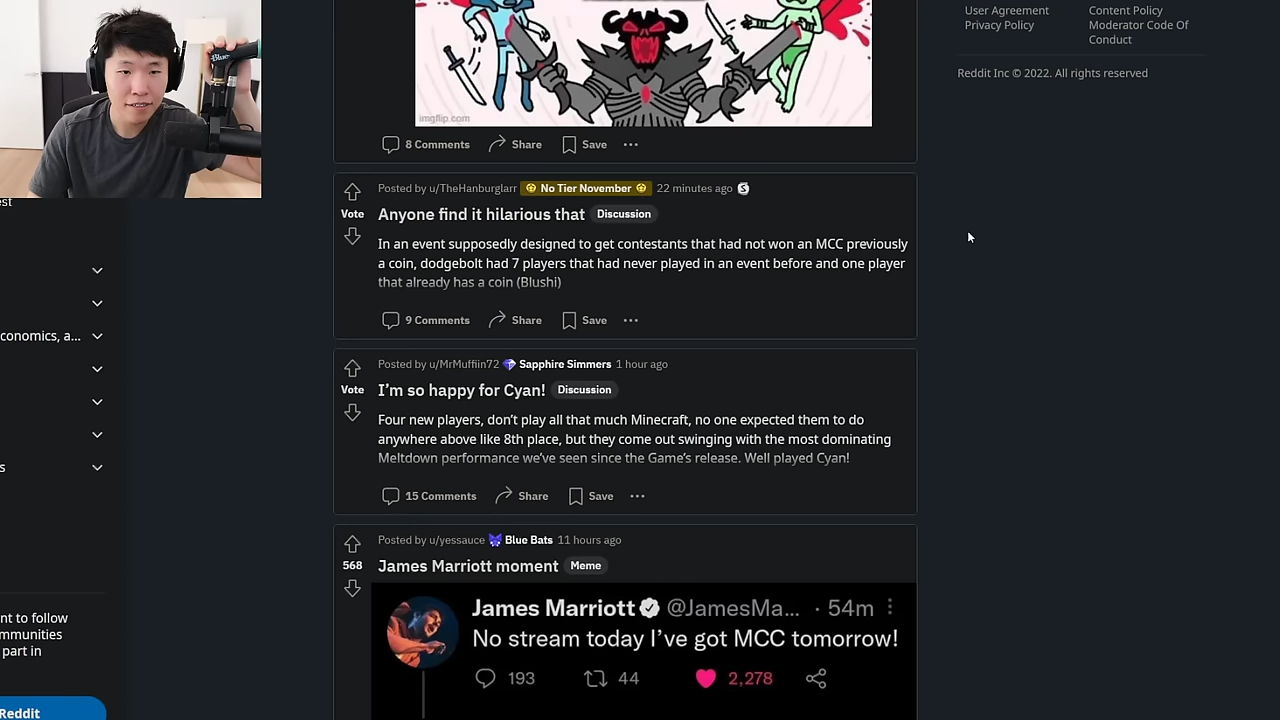 Blue
imgflip.com
8 Comments Share Save
User Agreement
Privacy Policy
Content Policy
Moderator Code Of
Conduct
Reddit Inc © 2022. All rights reserved
est
conomics, a...
s
nt to follow
mmunities
part in
Reddit
Posted by u/TheHanburglarr No Tier November 22 minutes ago S
Vote
Anyone find it hilarious that Discussion
In an event supposedly designed to get contestants that had not won an MCC previously
a coin, dodgebolt had 7 players that had never played in an event before and one player
that already has a coin (Blushi)
9 Comments Share Save
Posted by u/MrMuffiin72 Sapphire Simmers 1 hour ago
Vote
I’m so happy for Cyan! Discussion
Four new players, don’t play all that much Minecraft, no one expected them to do
anywhere above like 8th place, but they come out swinging with the most dominating
Meltdown performance we’ve seen since the Game’s release. Well played Cyan!
15 Comments Share Save
Posted by u/yessauce Blue Bats 11 hours ago
568
James Marriott moment Meme
James Marriott @JamesMa... · 54m
No stream today I’ve got MCC tomorrow!
193 44 2,278